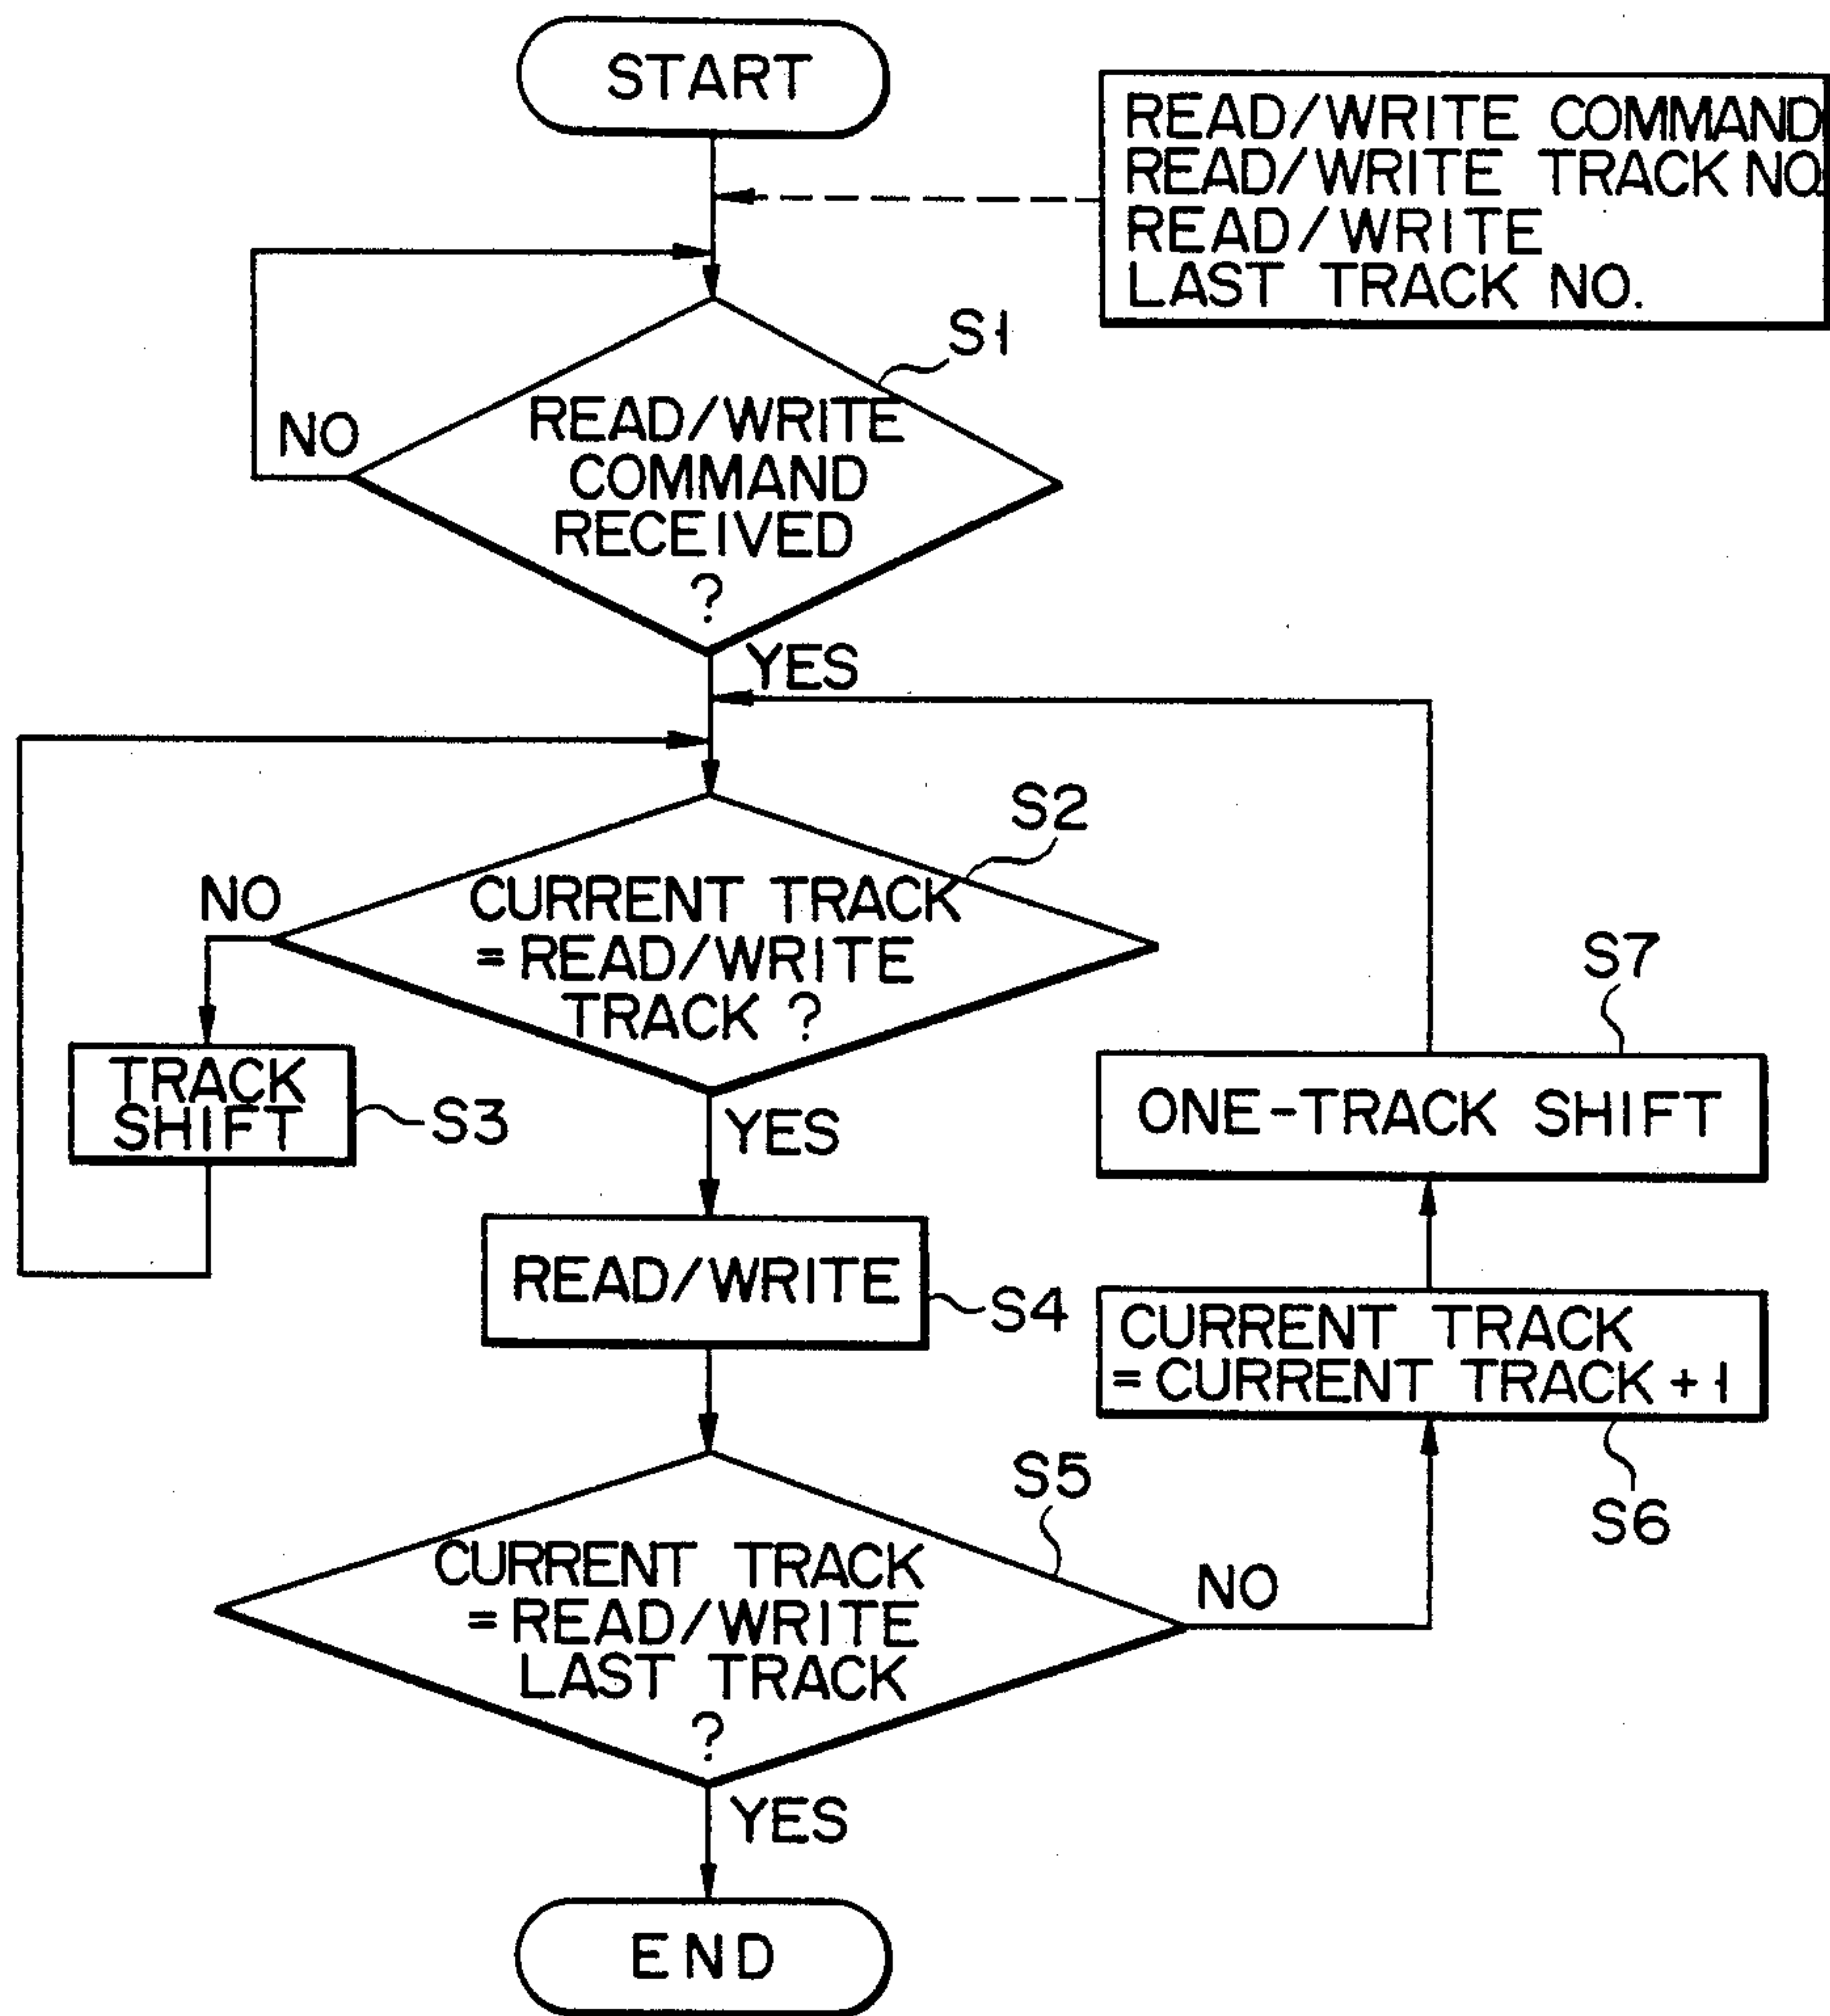 START
READ/WRITE COMMAND
READ/WRITE TRACK NO.
READ/WRITE
LAST TRACK NO.
S1
NO
READ/WRITE
COMMAND
RECEIVED
?
YES
S2
NO
CURRENT TRACK
=READ/WRITE
TRACK ?
S7
TRACK
SHIFT
S3
YES
ONE-TRACK SHIFT
READ/WRITE
S4
CURRENT TRACK
=CURRENT TRACK+1
S5
S6
CURRENT TRACK
=READ/WRITE
LAST TRACK
?
NO
YES
END